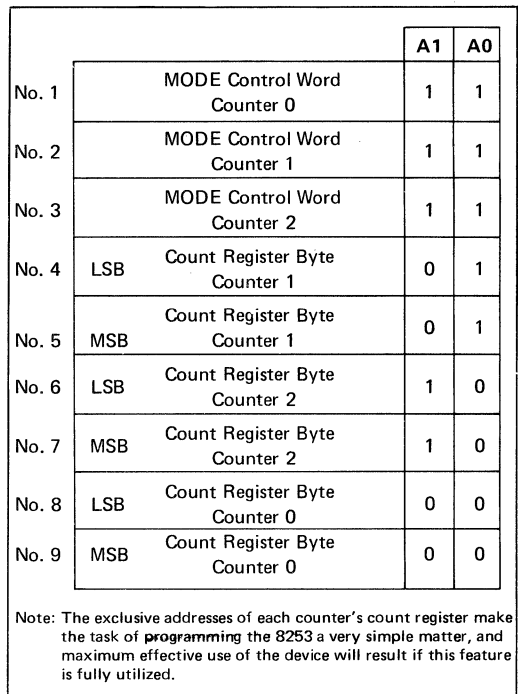 A1 A0
No. 1 MODE Control Word
Counter 0 1 1
No. 2 MODE Control Word
Counter 1 1 1
No. 3 MODE Control Word
Counter 2 1 1
No. 4 LSB Count Register Byte
Counter 1 0 1
No. 5 MSB Count Register Byte
Counter 1 0 1
No. 6 LSB Count Register Byte
Counter 2 1 0
No. 7 MSB Count Register Byte
Counter 2 1 0
No. 8 LSB Count Register Byte
Counter 0 0 0
No. 9 MSB Count Register Byte
Counter 0 0 0
Note: The exclusive addresses of each counter's count register make
the task of programming the 8253 a very simple matter, and
maximum effective use of the device will result if this feature
is fully utilized.